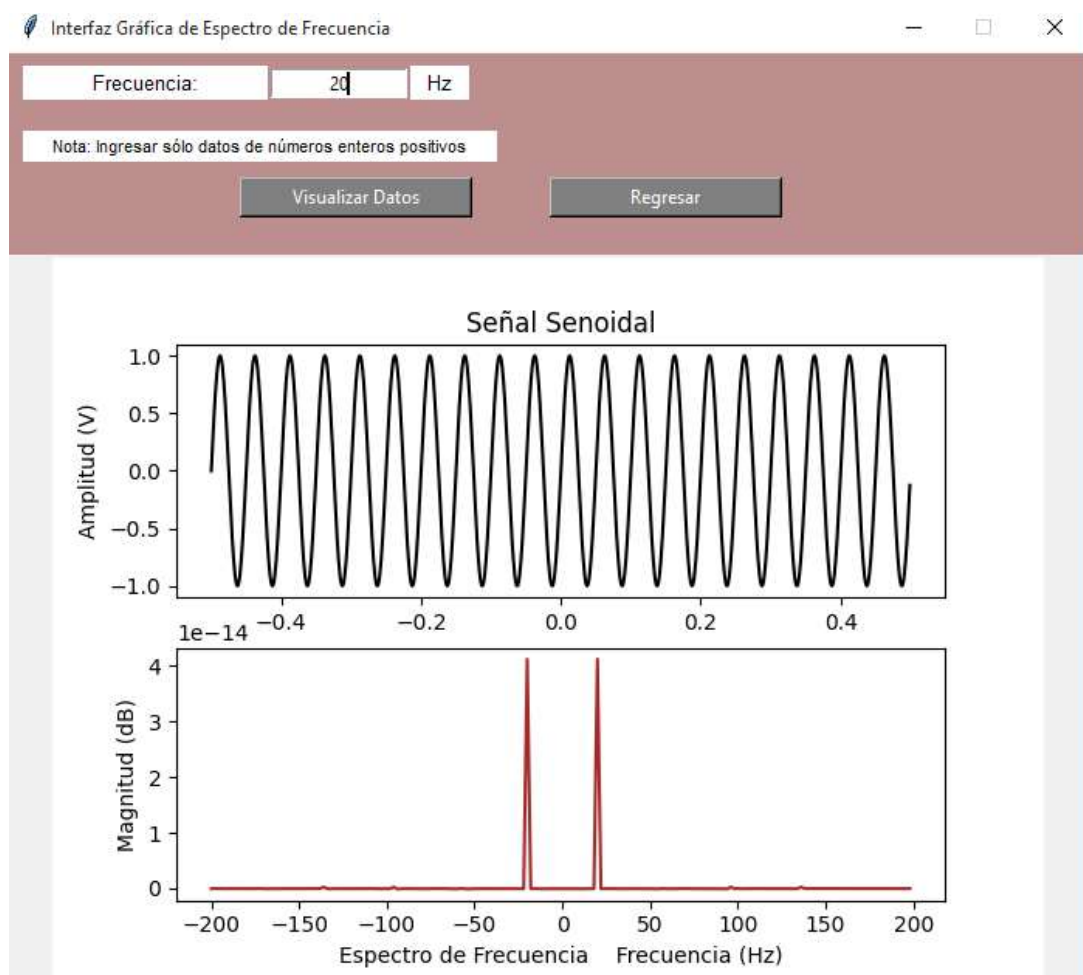 Interfaz Gráfica de Espectro de Frecuencia
Frecuencia: 20 Hz
Nota: Ingresar sólo datos de números enteros positivos
Visualizar Datos Regresar
Señal Senoidal
Amplitud (V)
1.0
0.5
0.0
−0.5
−1.0
−0.4 −0.2 0.0 0.2 0.4
1e−14
Magnitud (dB)
4
3
2
1
0
−200 −150 −100 −50 0 50 100 150 200
Espectro de Frecuencia Frecuencia (Hz)